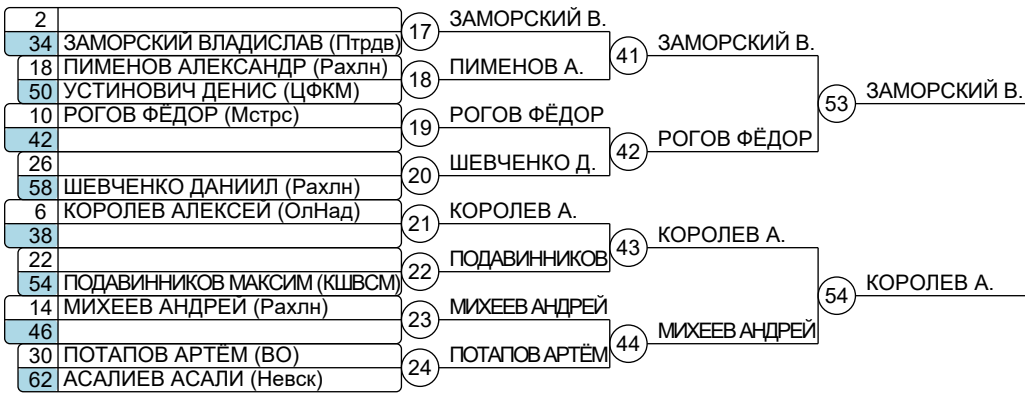 2
17
ЗАМОРСКИЙ В.
34 ЗАМОРСКИЙ ВЛАДИСЛАВ (Птрдв)
41
ЗАМОРСКИЙ В.
18 ПИМЕНОВ АЛЕКСАНДР (Рахлн)
18
ПИМЕНОВ А.
50 УСТИНОВИЧ ДЕНИС (ЦФКМ)
53
ЗАМОРСКИЙ В.
10 РОГОВ ФЁДОР (Мстрс)
19
РОГОВ ФЁДОР
42
42
РОГОВ ФЁДОР
26
20
ШЕВЧЕНКО Д.
58 ШЕВЧЕНКО ДАНИИЛ (Рахлн)
6 КОРОЛЕВ АЛЕКСЕЙ (ОлНад)
21
КОРОЛЕВ А.
38
43
КОРОЛЕВ А.
22
22
ПОДАВИННИКОВ
54 ПОДАВИННИКОВ МАКСИМ (КШВСМ)
54
КОРОЛЕВ А.
14 МИХЕЕВ АНДРЕЙ (Рахлн)
23
МИХЕЕВ АНДРЕЙ
46
44
МИХЕЕВ АНДРЕЙ
30 ПОТАПОВ АРТЁМ (ВО)
24
ПОТАПОВ АРТЁМ
62 АСАЛИЕВ АСАЛИ (Невск)